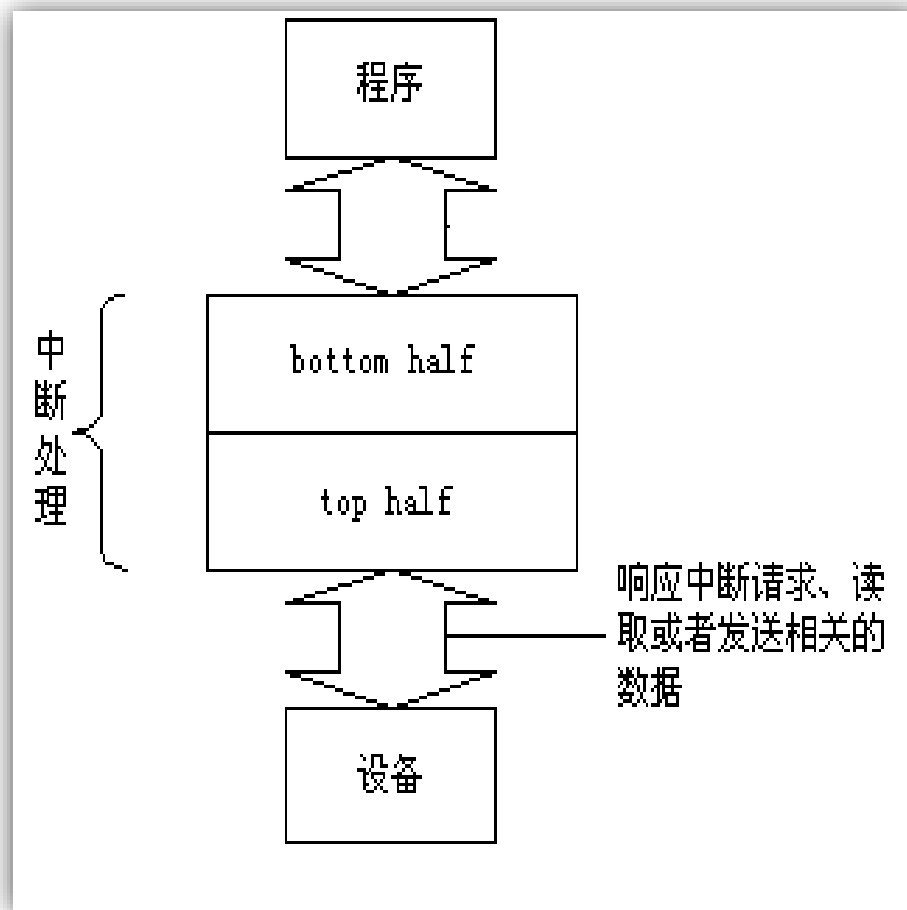 程序
bottom half
中断处理
top half
响应中断请求、读
取或者发送相关的
数据
设备